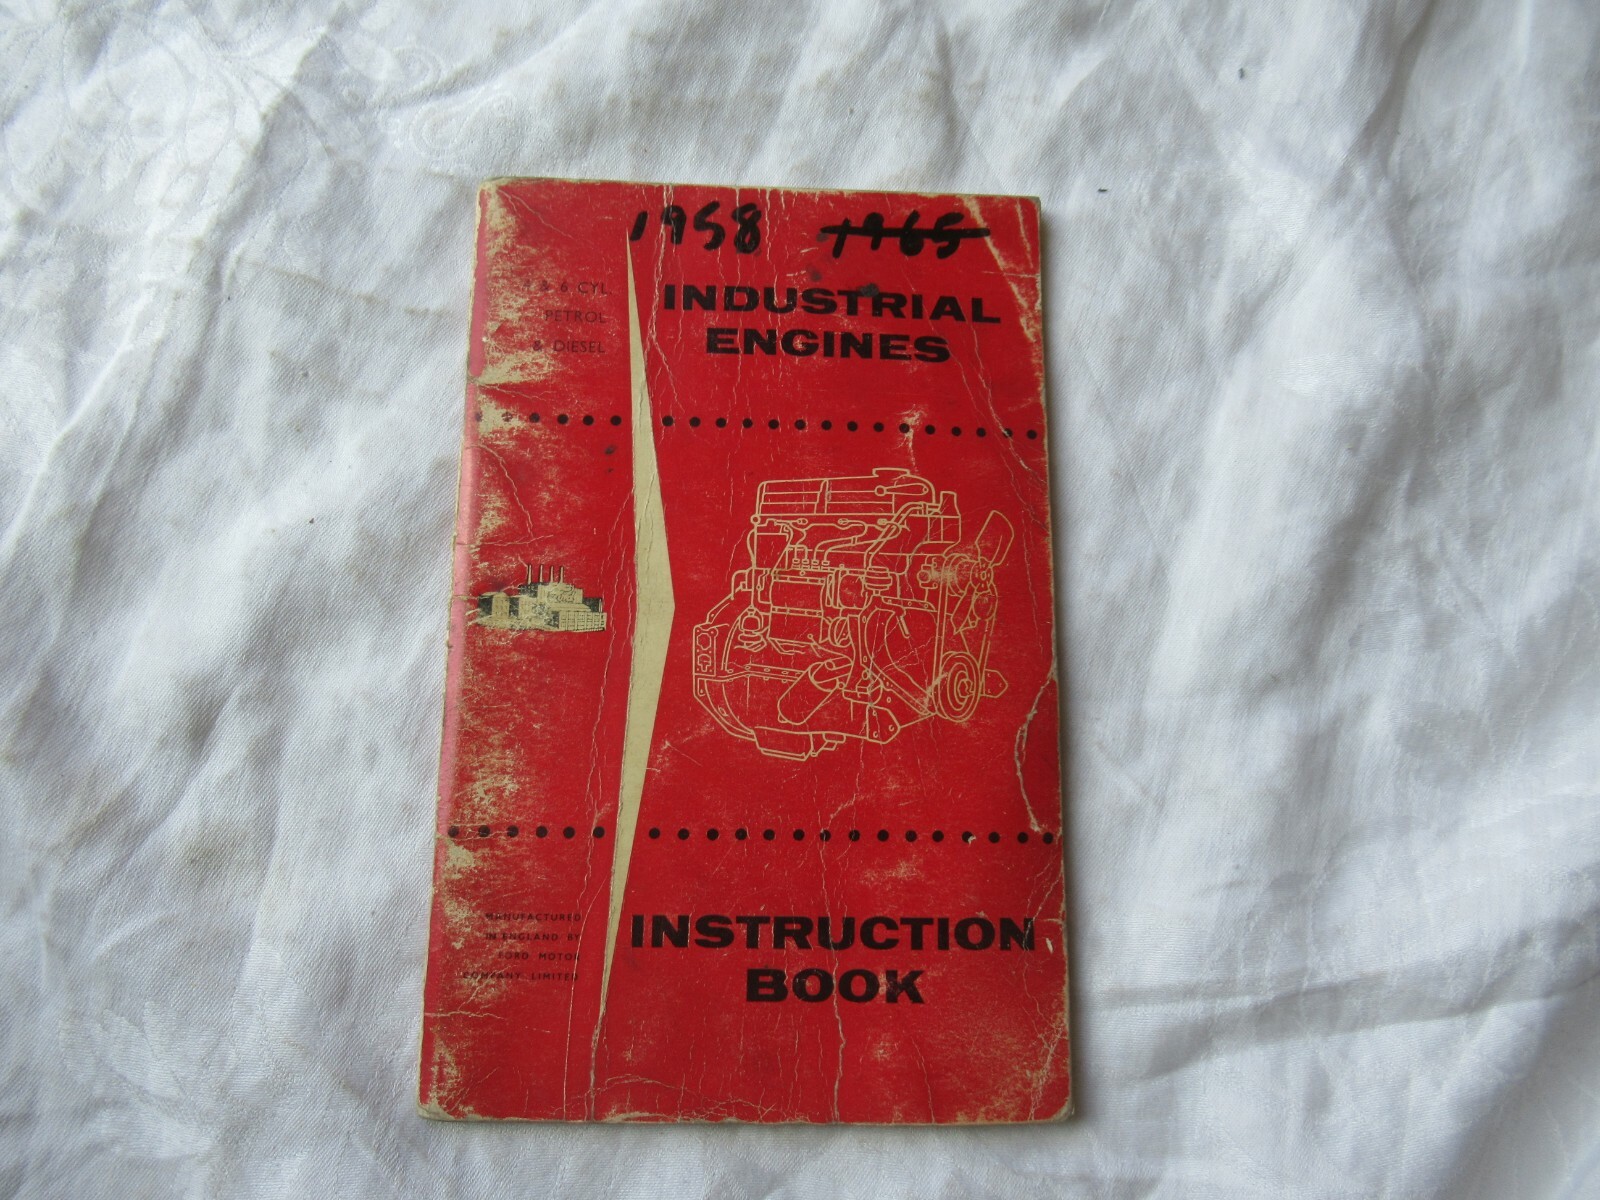 1958 1965
4 & 6 CYL
PETROL
& DIESEL
INDUSTRIAL
ENGINES
MANUFACTURED
IN ENGLAND BY
FORD MOTOR
COMPANY LIMITED
INSTRUCTION
BOOK